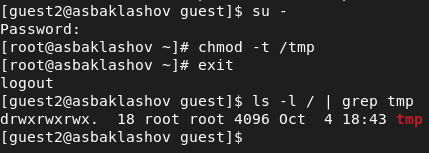 [guest2@asbaklashov guest]$ su -
Password:
[root@asbaklashov ~]# chmod -t /tmp
[root@asbaklashov ~]# exit
logout
[guest2@asbaklashov guest]$ ls -l / | grep tmp
drwxrwxrwx.  18 root root 4096 Oct  4 18:43 tmp
[guest2@asbaklashov guest]$